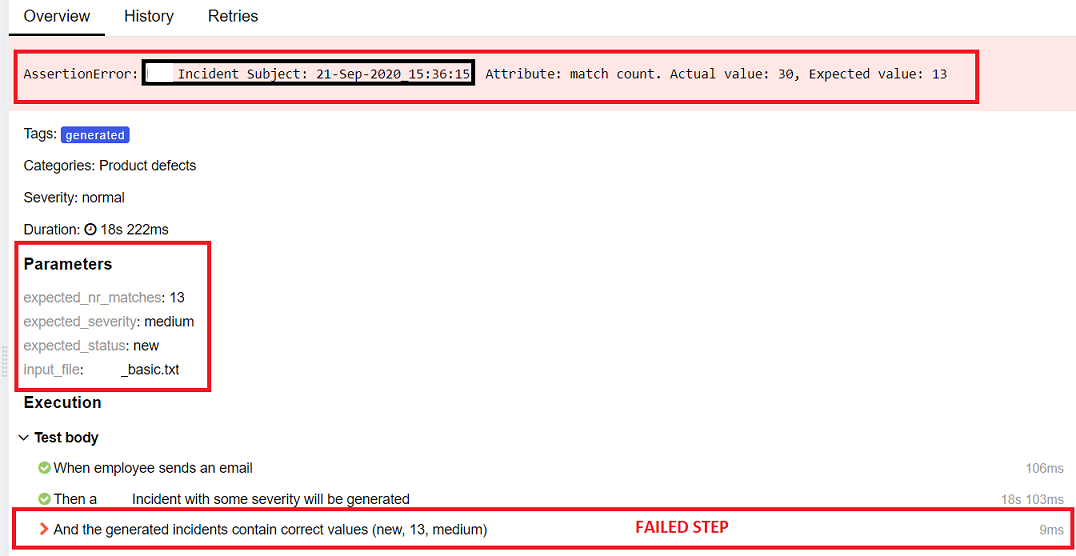 Overview History Retries
AssertionError: Incident Subject: 21-Sep-2020_15:36:15 Attribute: match count. Actual value: 30, Expected value: 13
Tags: generated
Categories: Product defects
Severity: normal
Duration: 18s 222ms
Parameters
expected_nr_matches: 13
expected_severity: medium
expected_status: new
input_file: _basic.txt
Execution
Test body
When employee sends an email 106ms
Then a Incident with some severity will be generated 18s 103ms
And the generated incidents contain correct values (new, 13, medium) FAILED STEP 9ms